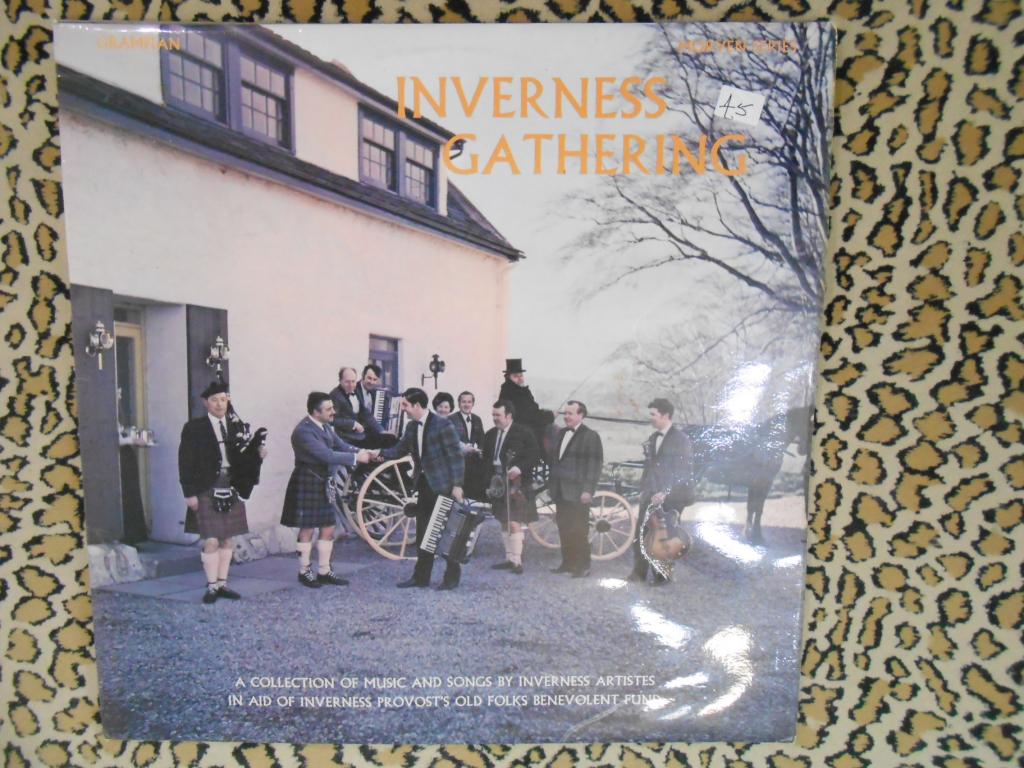 GRAMPIAN
MORVEN SERIES
INVERNESS
GATHERING
45
A COLLECTION OF MUSIC AND SONGS BY INVERNESS ARTISTES
IN AID OF INVERNESS PROVOST'S OLD FOLKS BENEVOLENT FUND